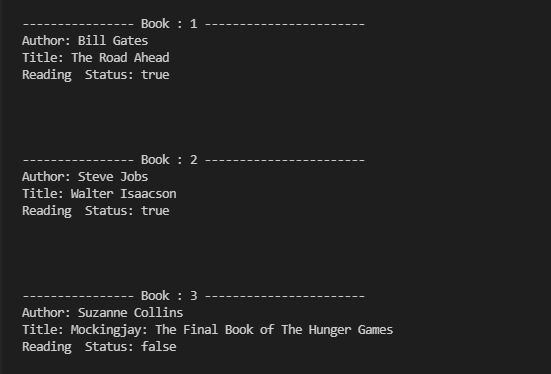 ---------------- Book : 1 -----------------------
Author: Bill Gates
Title: The Road Ahead
Reading  Status: true
---------------- Book : 2 -----------------------
Author: Steve Jobs
Title: Walter Isaacson
Reading  Status: true
---------------- Book : 3 -----------------------
Author: Suzanne Collins
Title: Mockingjay: The Final Book of The Hunger Games
Reading  Status: false